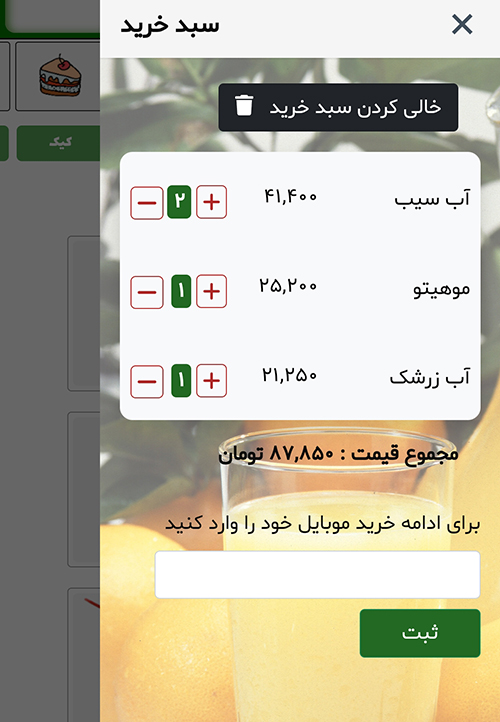 سبد خرید
کیک
خالی کردن سبد خرید
آب سیب ۴۱,۴۰۰ + ۲ −
موهیتو ۲۵,۲۰۰ + ۱ −
آب زرشک ۲۱,۲۵۰ + ۱ −
مجموع قیمت : ۸۷,۸۵۰ تومان
برای ادامه خرید موبایل خود را وارد کنید
ثبت